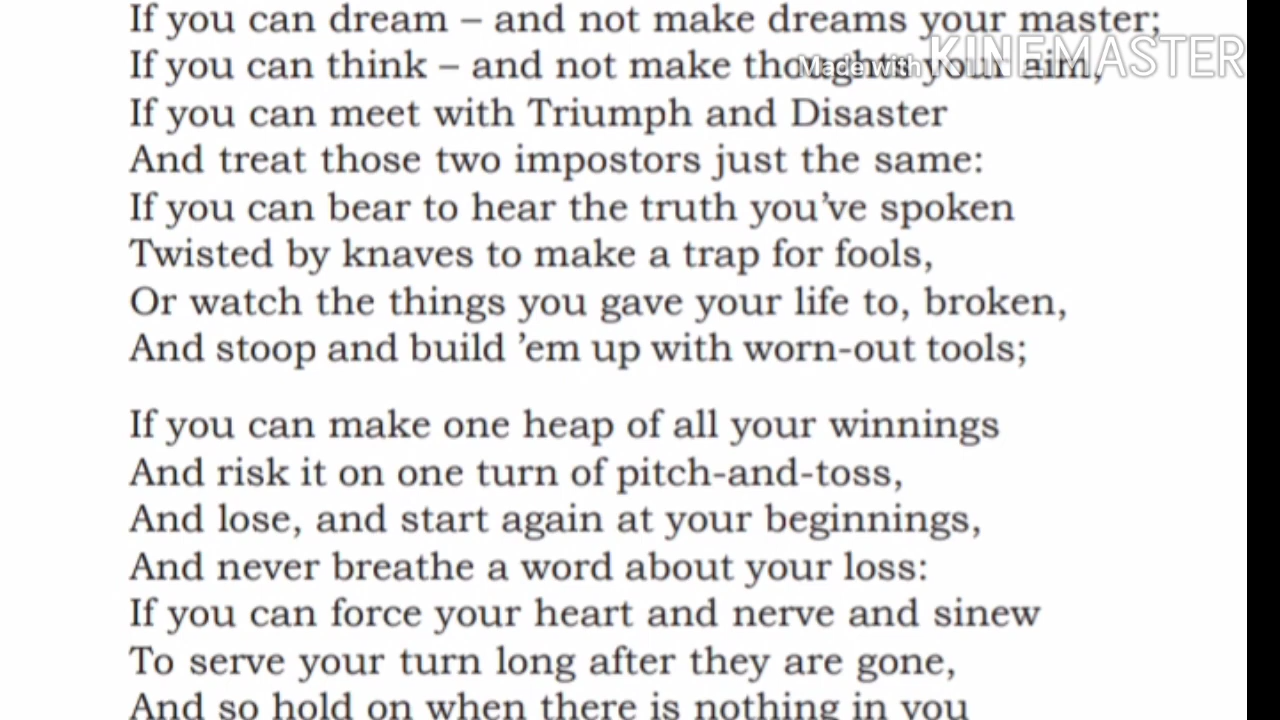 If you can dream – and not make dreams your master;
If you can think – and not make thoughts your aim,
Made with KINEMASTER
If you can meet with Triumph and Disaster
And treat those two impostors just the same:
If you can bear to hear the truth you’ve spoken
Twisted by knaves to make a trap for fools,
Or watch the things you gave your life to, broken,
And stoop and build ’em up with worn-out tools;
If you can make one heap of all your winnings
And risk it on one turn of pitch-and-toss,
And lose, and start again at your beginnings,
And never breathe a word about your loss:
If you can force your heart and nerve and sinew
To serve your turn long after they are gone,
And so hold on when there is nothing in you